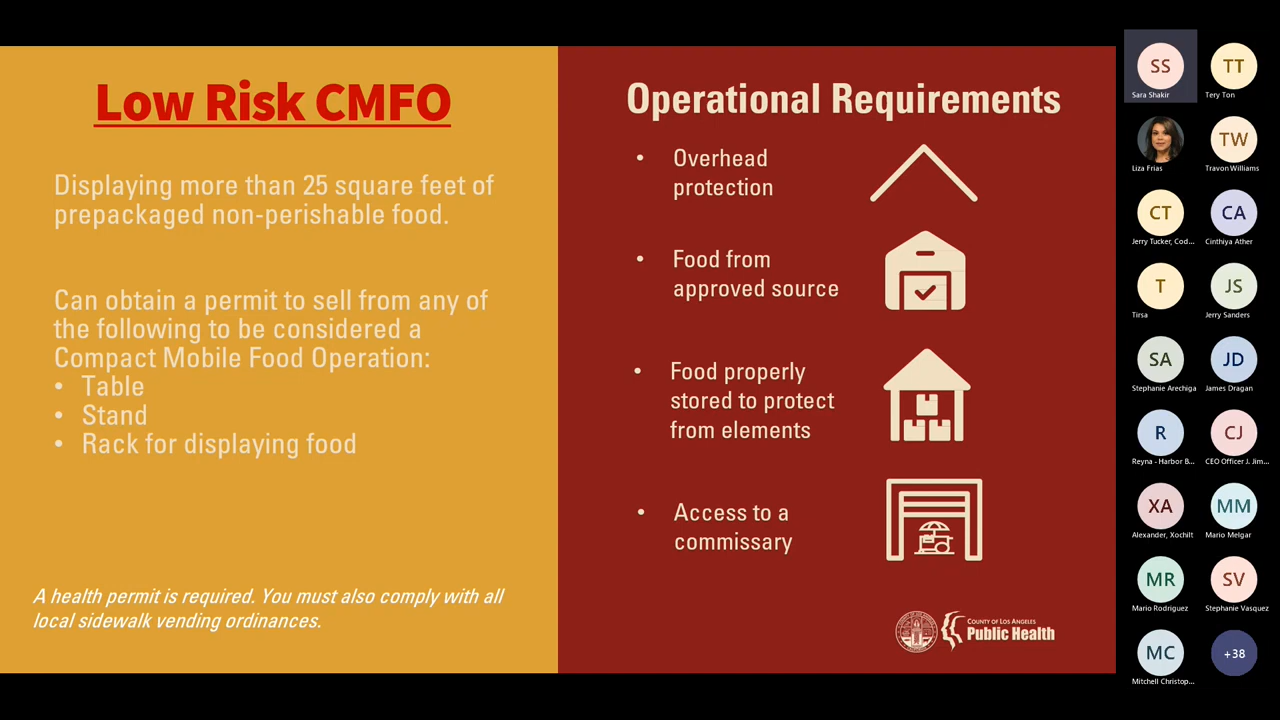 Low Risk CMFO
Displaying more than 25 square feet of
prepackaged non-perishable food.
Can obtain a permit to sell from any of
the following to be considered a
Compact Mobile Food Operation:
• Table
• Stand
• Rack for displaying food
A health permit is required. You must also comply with all
local sidewalk vending ordinances.
Operational Requirements
• Overhead
protection
• Food from
approved source
• Food properly
stored to protect
from elements
• Access to a
commissary
COUNTY OF LOS ANGELES
Public Health
SS
Sara Shakir
TT
Tery Ton
Liza Frias
TW
Travon Williams
CT
Jerry Tucker, Cod...
CA
Cinthiya Ather
T
Tirsa
JS
Jerry Sanders
SA
Stephanie Arechiga
JD
James Dragan
R
Reyna - Harbor B...
CJ
CEO Officer J. Jim...
XA
Alexander, Xochilt
MM
Mario Melgar
MR
Mario Rodriguez
SV
Stephanie Vasquez
MC
Mitchell Christop...
+38